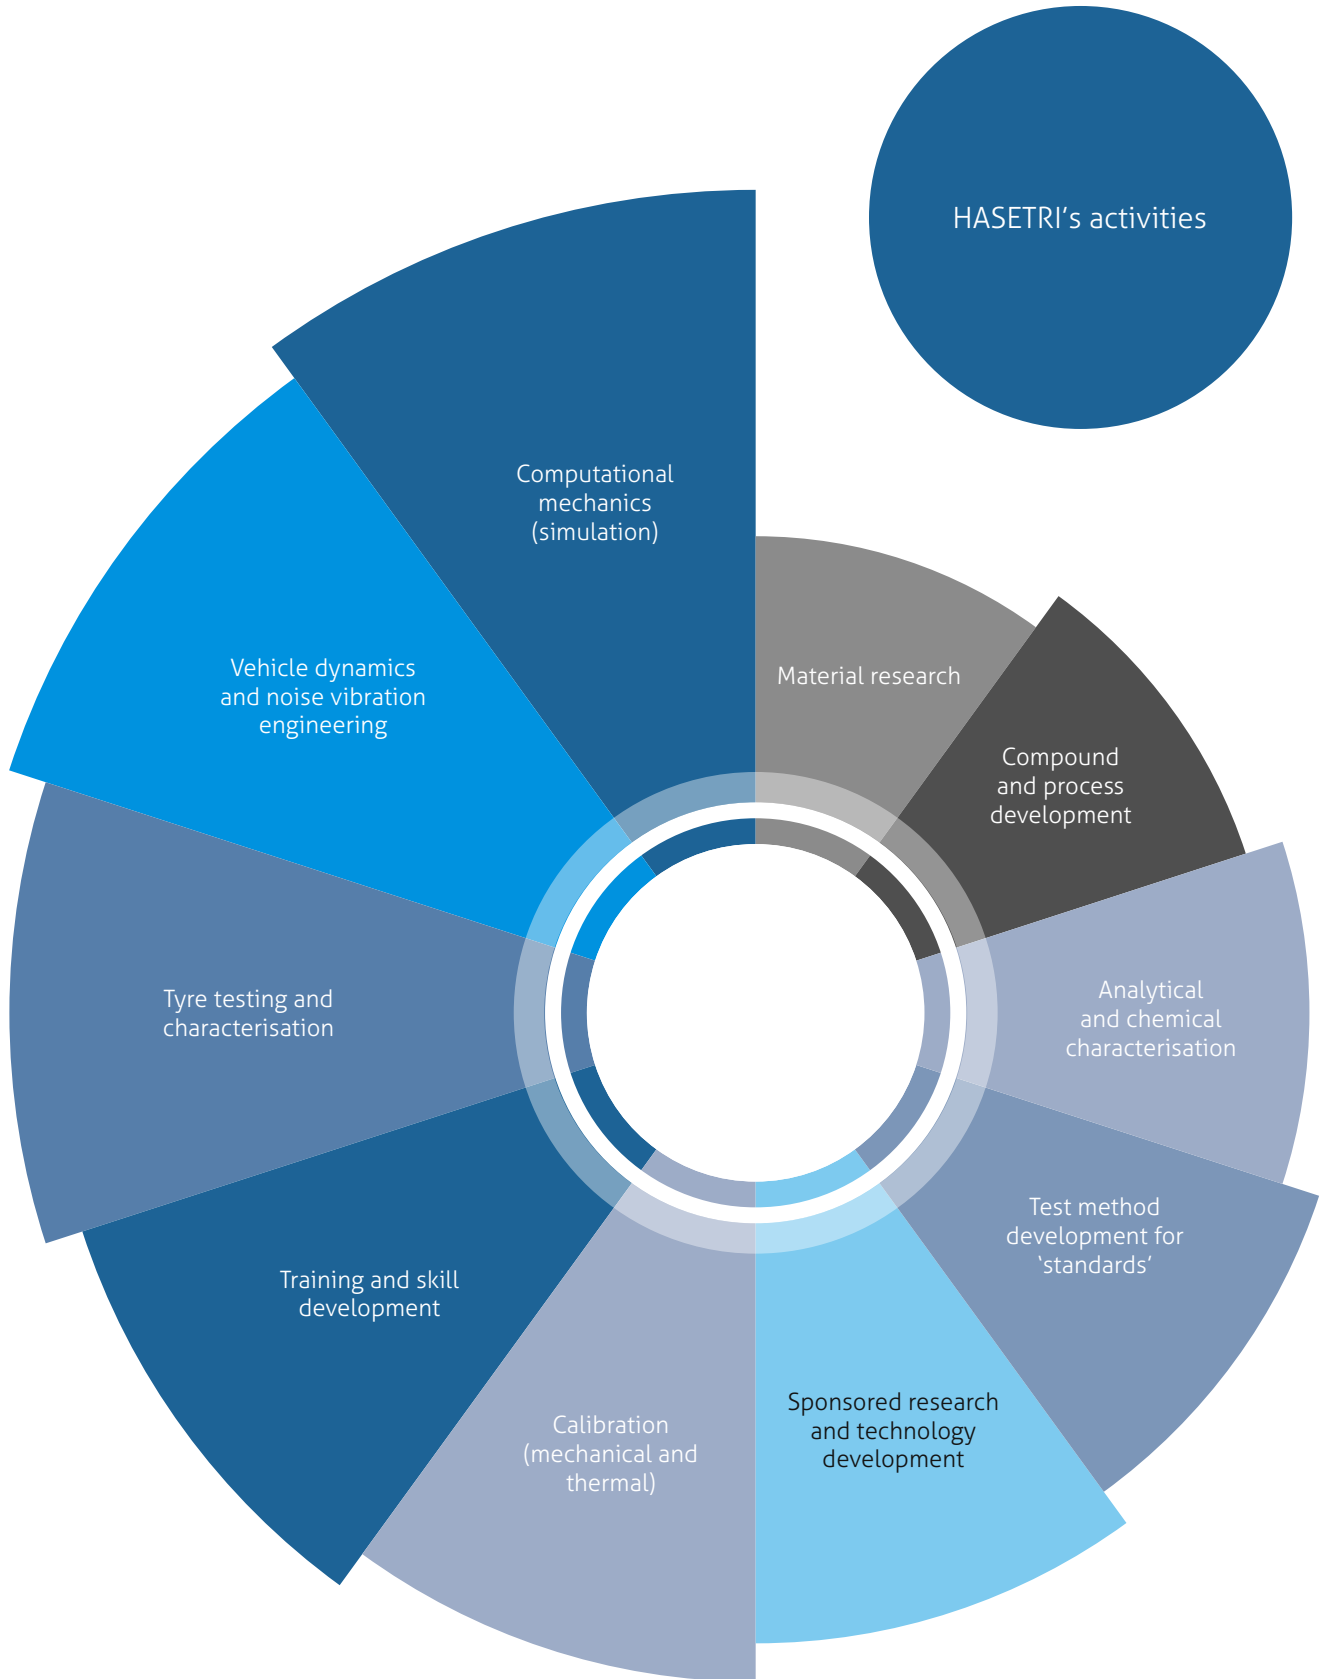 HASETRI's activities
Computational
mechanics
(simulation)
Material research
Compound
and process
development
Analytical
and chemical
characterisation
Test method
development for
'standards'
Sponsored research
and technology
development
Calibration
(mechanical and
thermal)
Training and skill
development
Tyre testing and
characterisation
Vehicle dynamics
and noise vibration
engineering